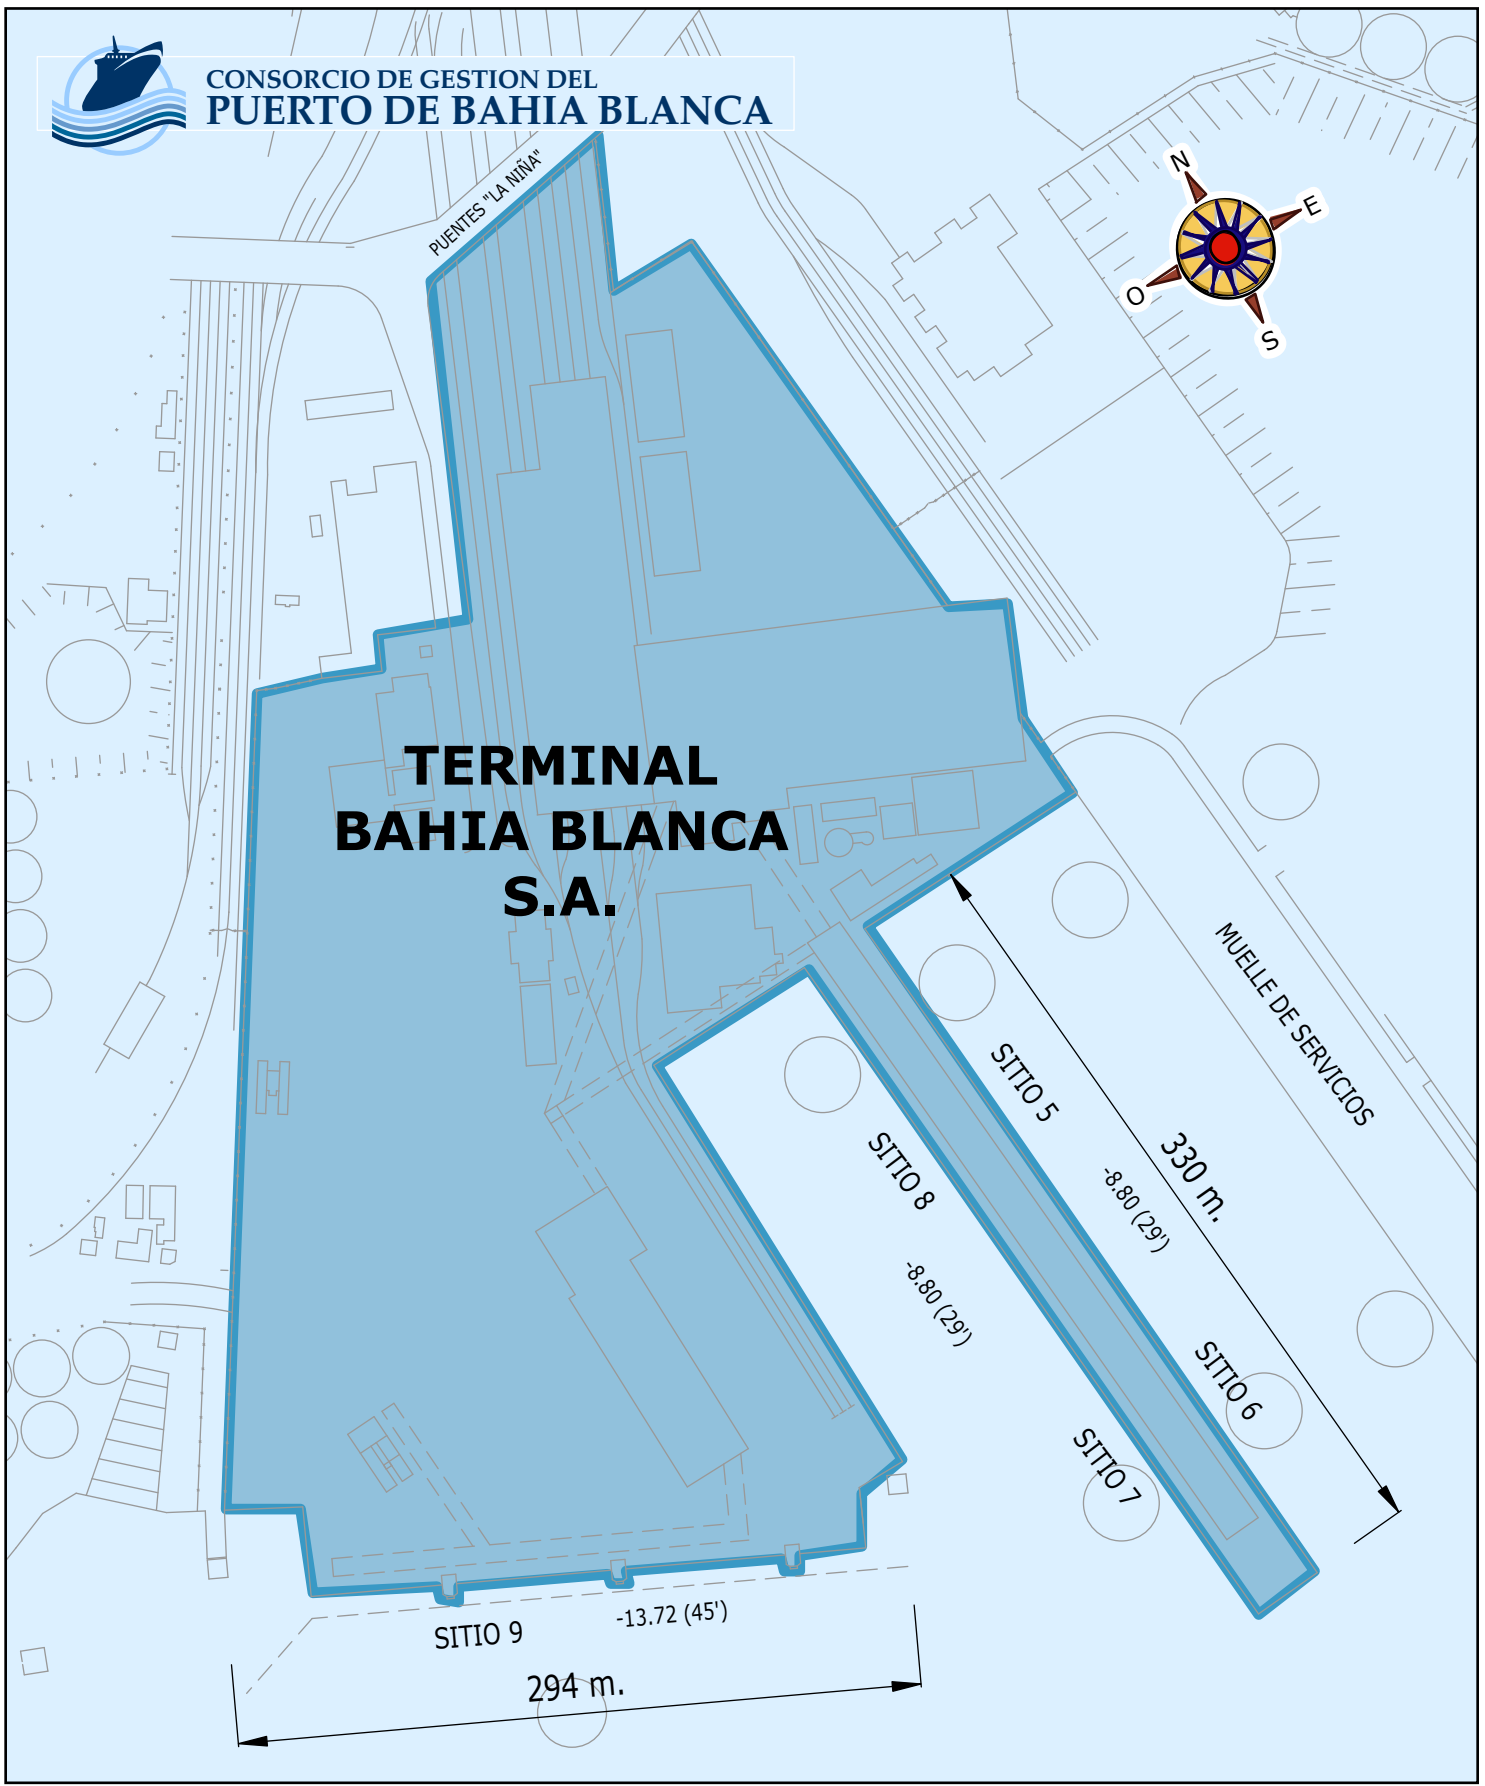 CONSORCIO DE GESTION DEL
PUERTO DE BAHIA BLANCA
PUENTES "LA NIÑA"
N
E
O
S
TERMINAL
BAHIA BLANCA
S.A.
MUELLE DE SERVICIOS
SITIO 5
330 m.
SITIO 8
-8.80 (29')
-8.80 (29')
SITIO 6
SITIO 7
SITIO 9
-13.72 (45')
294 m.